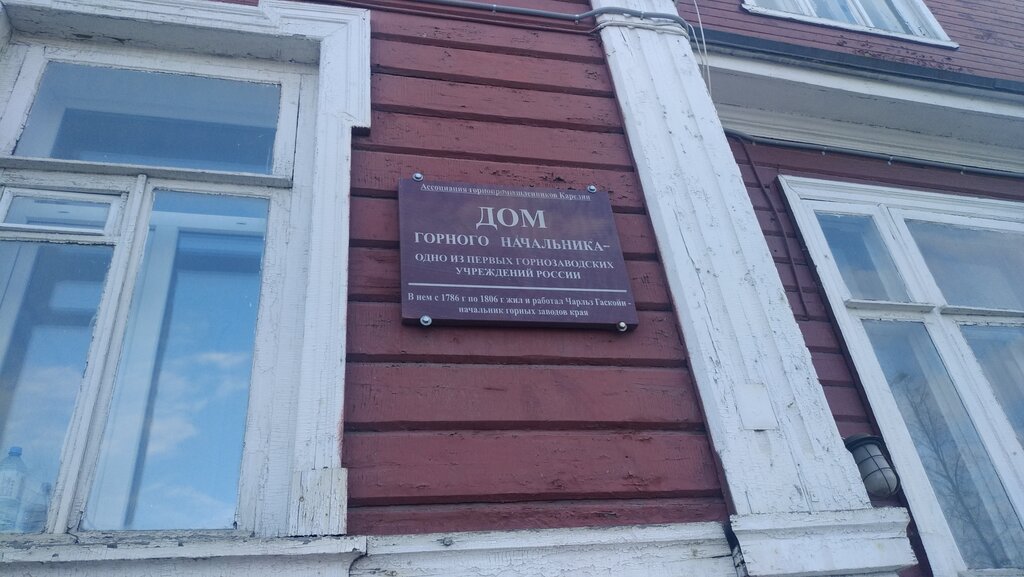 Ассоциация горнопромышленников Карелии
ДОМ
ГОРНОГО НАЧАЛЬНИКА-
ОДНО ИЗ ПЕРВЫХ ГОРНОЗАВОДСКИХ
УЧРЕЖДЕНИЙ РОССИИ
В нем с 1786 г по 1806 г жил и работал Чарльз Гаскойн -
начальник горных заводов края